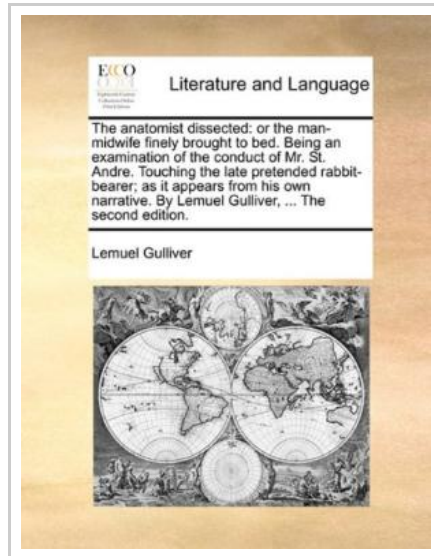 ECCO
Literature and Language
The anatomist dissected: or the man-
midwife finely brought to bed. Being an
examination of the conduct of Mr. St.
Andre. Touching the late pretended rabbit-
bearer; as it appears from his own
narrative. By Lemuel Gulliver, ... The
second edition.
Lemuel Gulliver